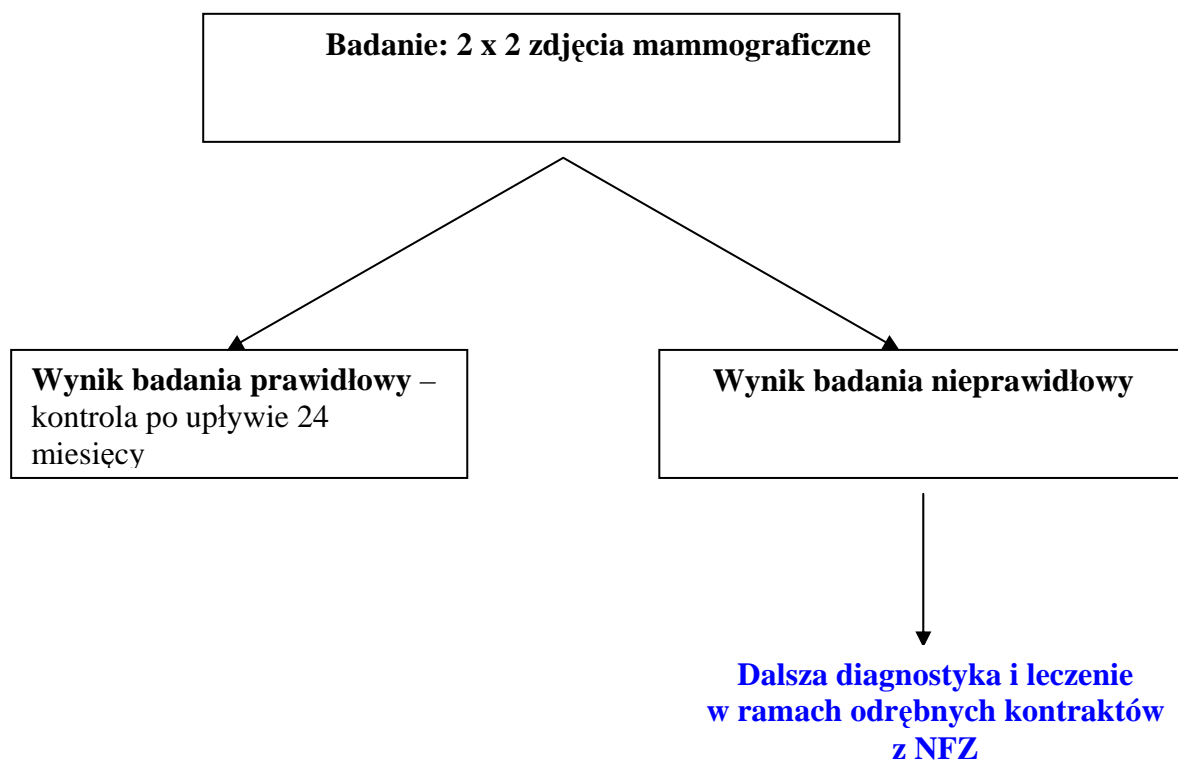 Badanie: 2 x 2 zdjęcia mammograficzne
Wynik badania prawidłowy –
kontrola po upływie 24
miesięcy
Wynik badania nieprawidłowy
Dalsza diagnostyka i leczenie
w ramach odrębnych kontraktów
z NFZ